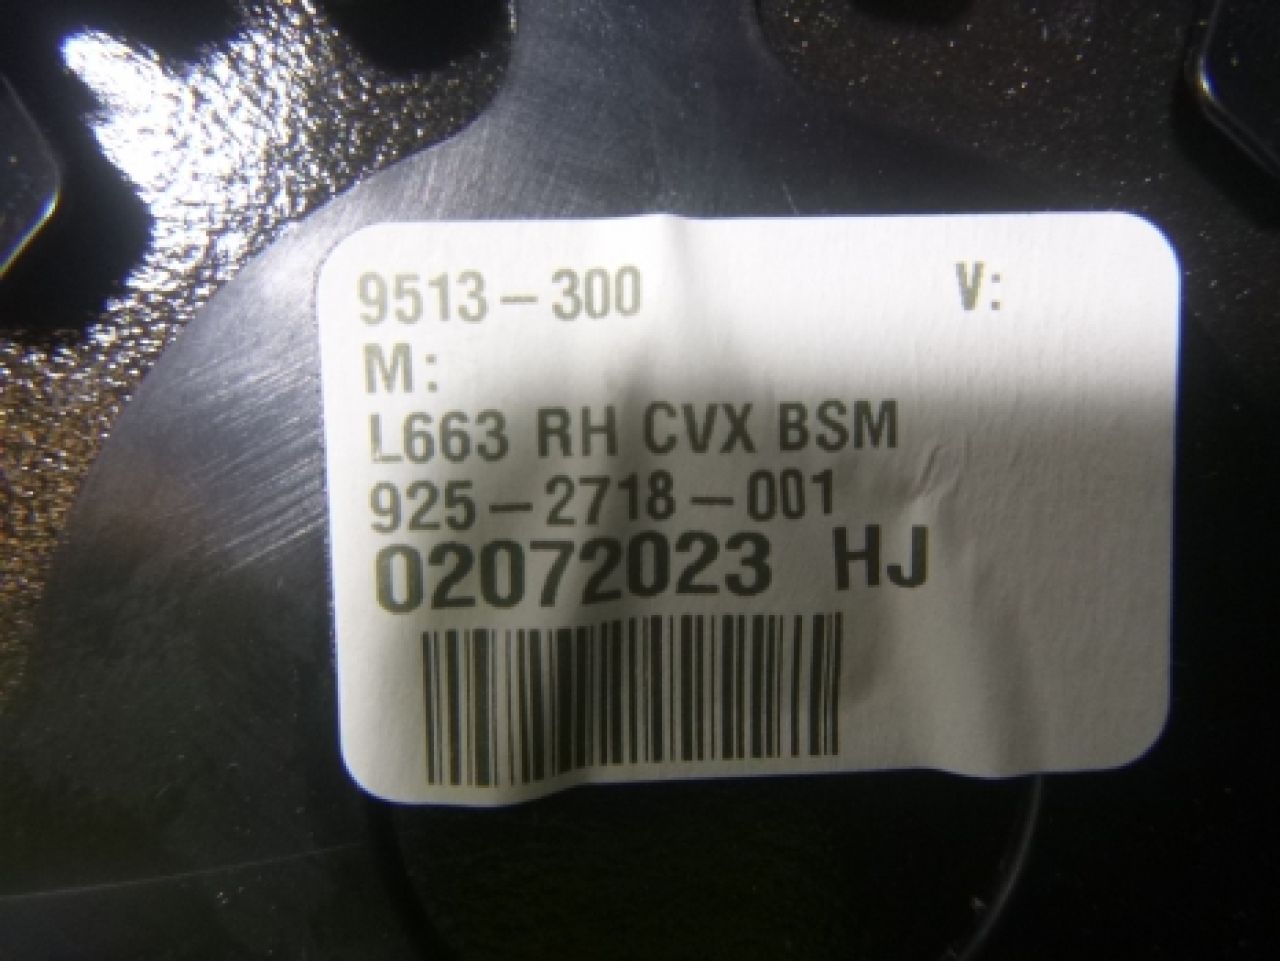 9513-300 V:
M:
L663 RH CVX BSM
925-2718-001
02072023 HJ